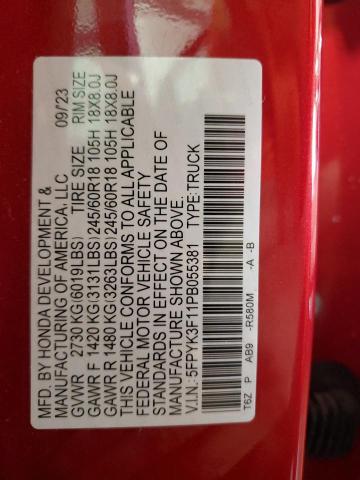 MFD. BY HONDA DEVELOPMENT &
MANUFACTURING OF AMERICA, LLC 09/23
GVWR 2730 KG(6019LBS) TIRE SIZE RIM SIZE
GAWR F 1420 KG(3131LBS) 245/60R18 105H 18X8.0J
GAWR R 1480 KG(3263LBS) 245/60R18 105H 18X8.0J
THIS VEHICLE CONFORMS TO ALL APPLICABLE
FEDERAL MOTOR VEHICLE SAFETY
STANDARDS IN EFFECT ON THE DATE OF
MANUFACTURE SHOWN ABOVE.
V.I.N.: 5FPYK3F11PB055381 TYPE: TRUCK
T6Z P AB9 -R580M -A -B